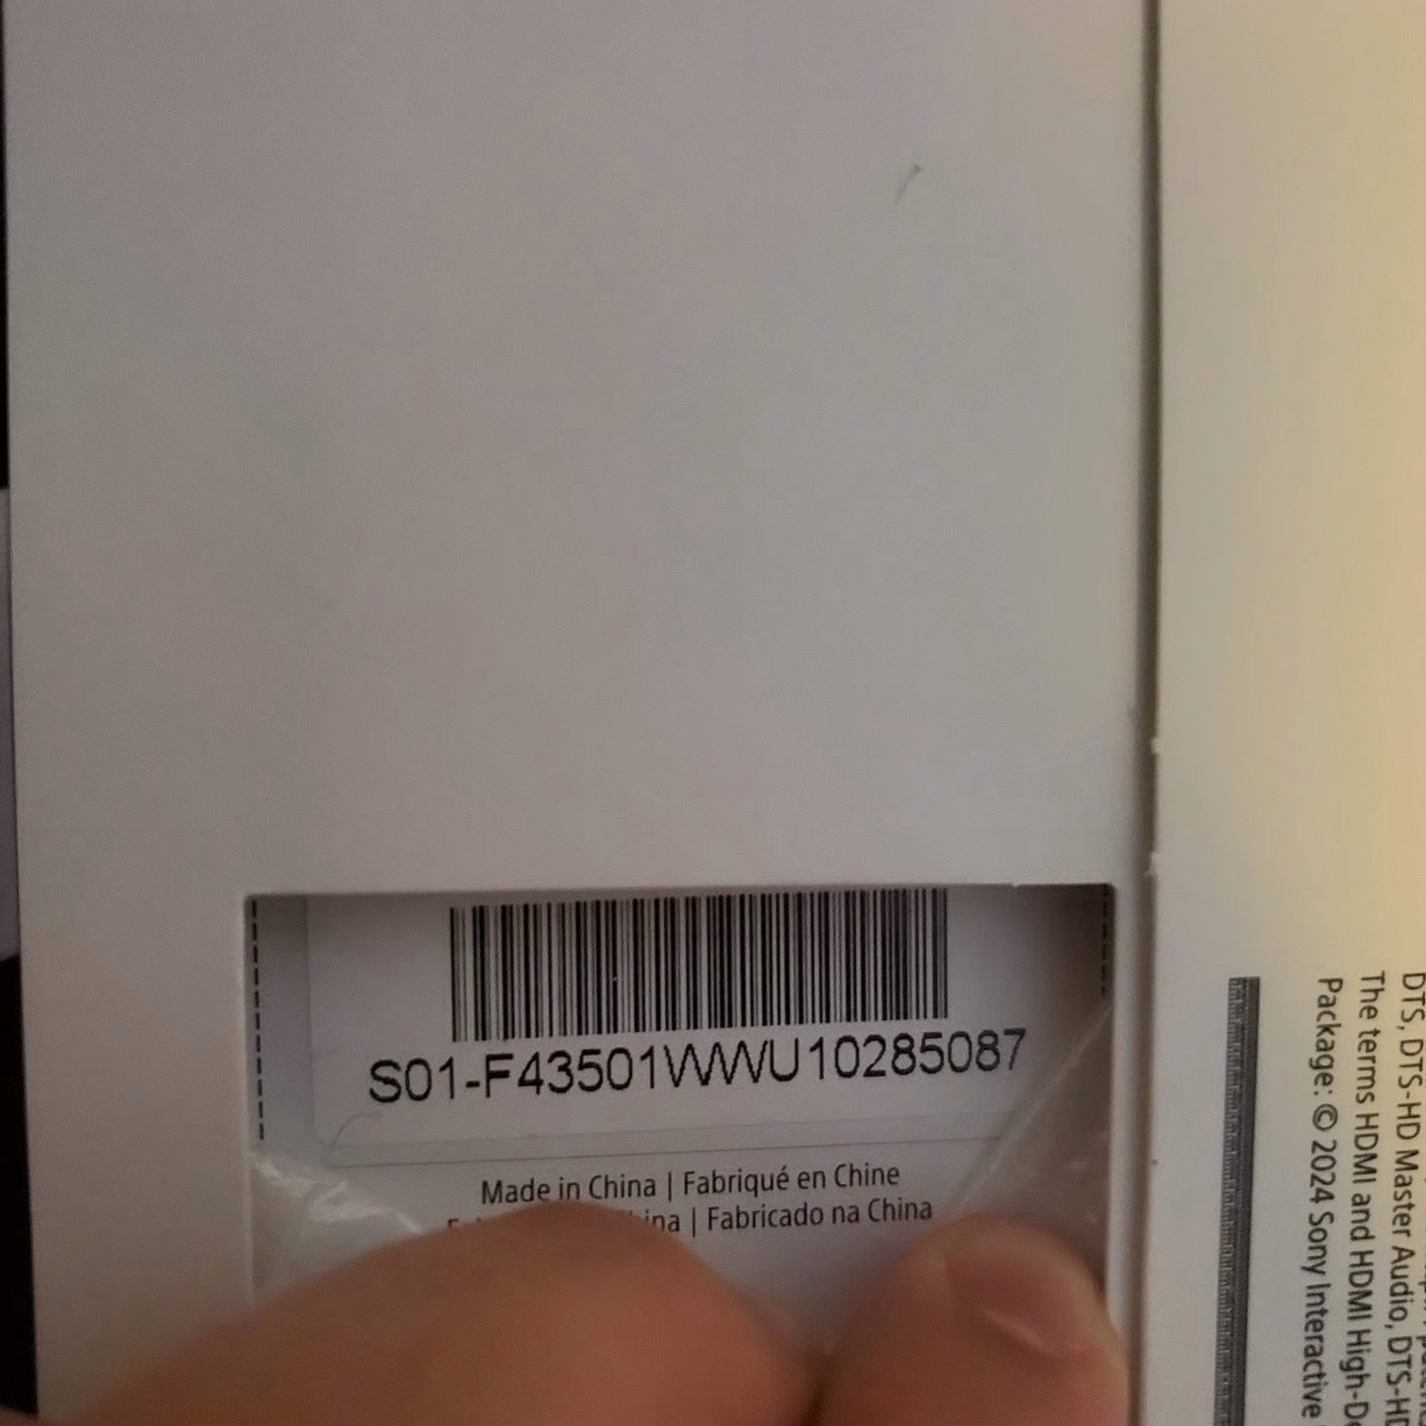 S01-F43501WWU10285087
Made in China | Fabriqué en Chine
| Fabricado na China
DTS, DTS-HD Master Audio, DTS-HD
The terms HDMI and HDMI High-D
Package: © 2024 Sony Interactive